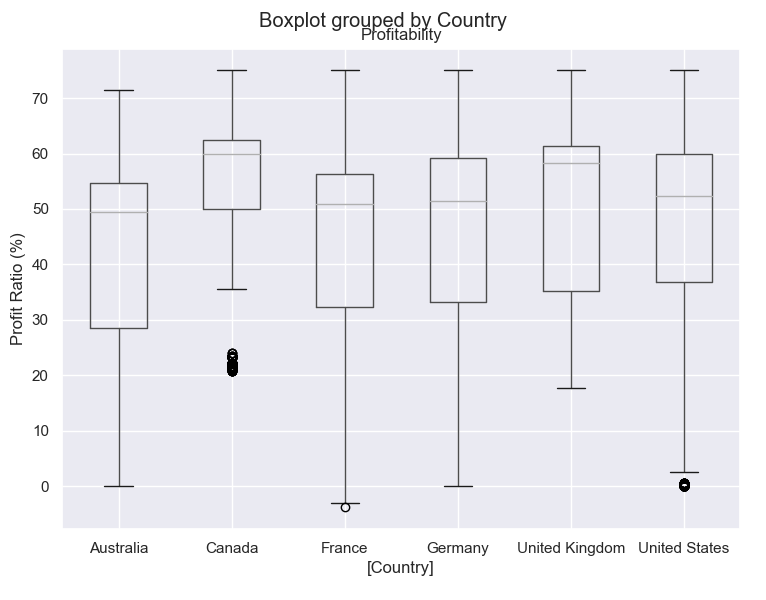 Boxplot grouped by Country
Profitability
Profit Ratio (%)
70
60
50
40
30
20
10
0
Australia Canada France Germany United Kingdom United States
[Country]